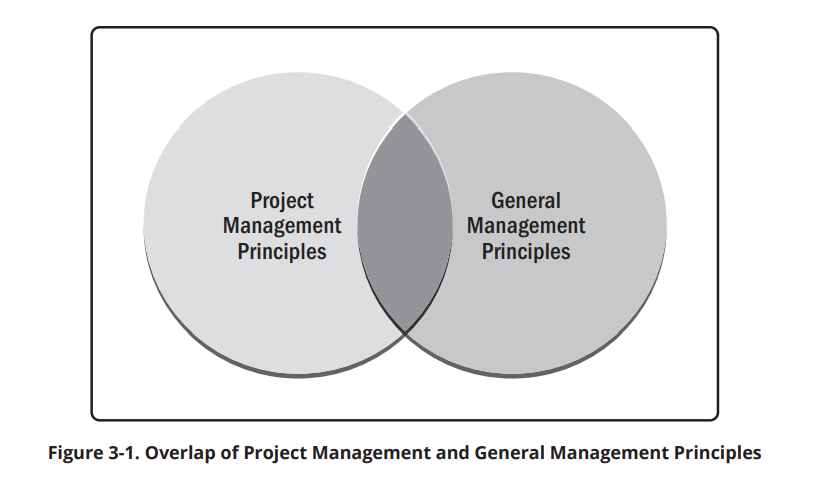 Project
Management
Principles
General
Management
Principles
Figure 3-1. Overlap of Project Management and General Management Principles